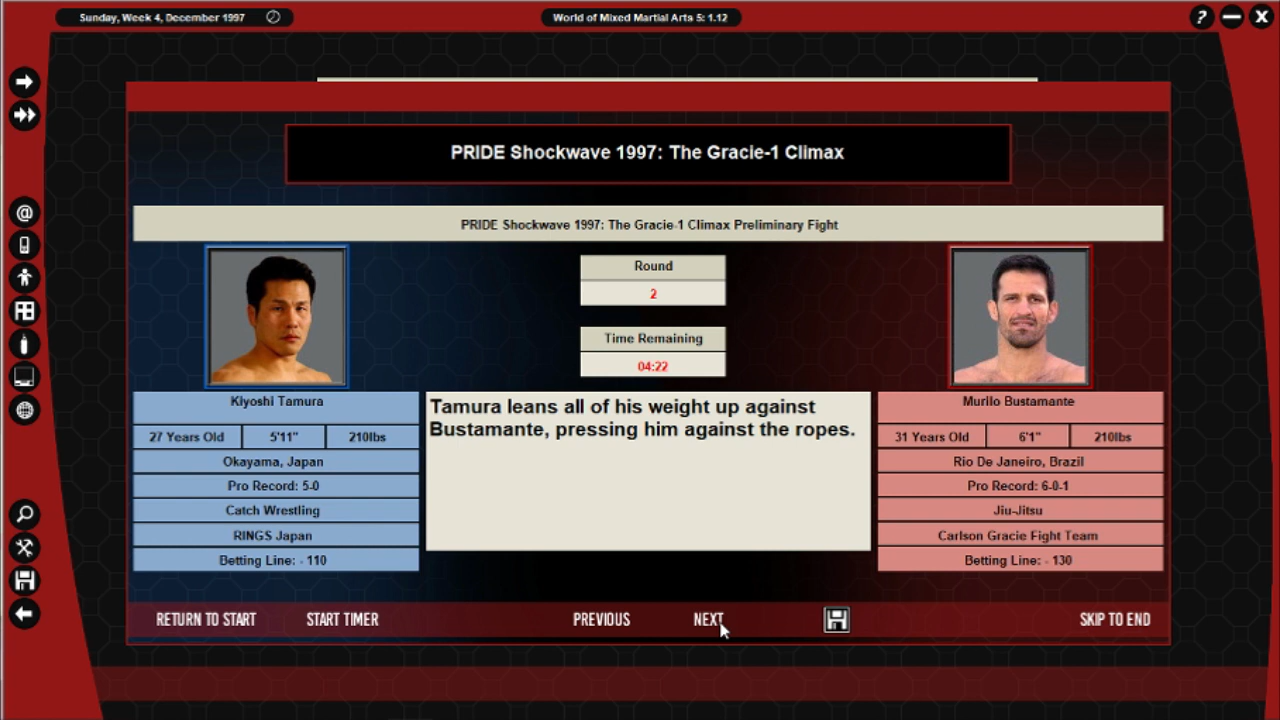 Sunday, Week 4, December 1997
World of Mixed Martial Arts 5: 1.12
?
X
@
PRIDE Shockwave 1997: The Gracie-1 Climax
PRIDE Shockwave 1997: The Gracie-1 Climax Preliminary Fight
Round
2
Time Remaining
04:22
Kiyoshi Tamura
27 Years Old
5'11"
210lbs
Okayama, Japan
Pro Record: 5-0
Catch Wrestling
RINGS Japan
Betting Line: - 110
Tamura leans all of his weight up against
Bustamante, pressing him against the ropes.
Murilo Bustamante
31 Years Old
6'1"
210lbs
Rio De Janeiro, Brazil
Pro Record: 6-0-1
Jiu-Jitsu
Carlson Gracie Fight Team
Betting Line: - 130
RETURN TO START
START TIMER
PREVIOUS
NEXT
SKIP TO END